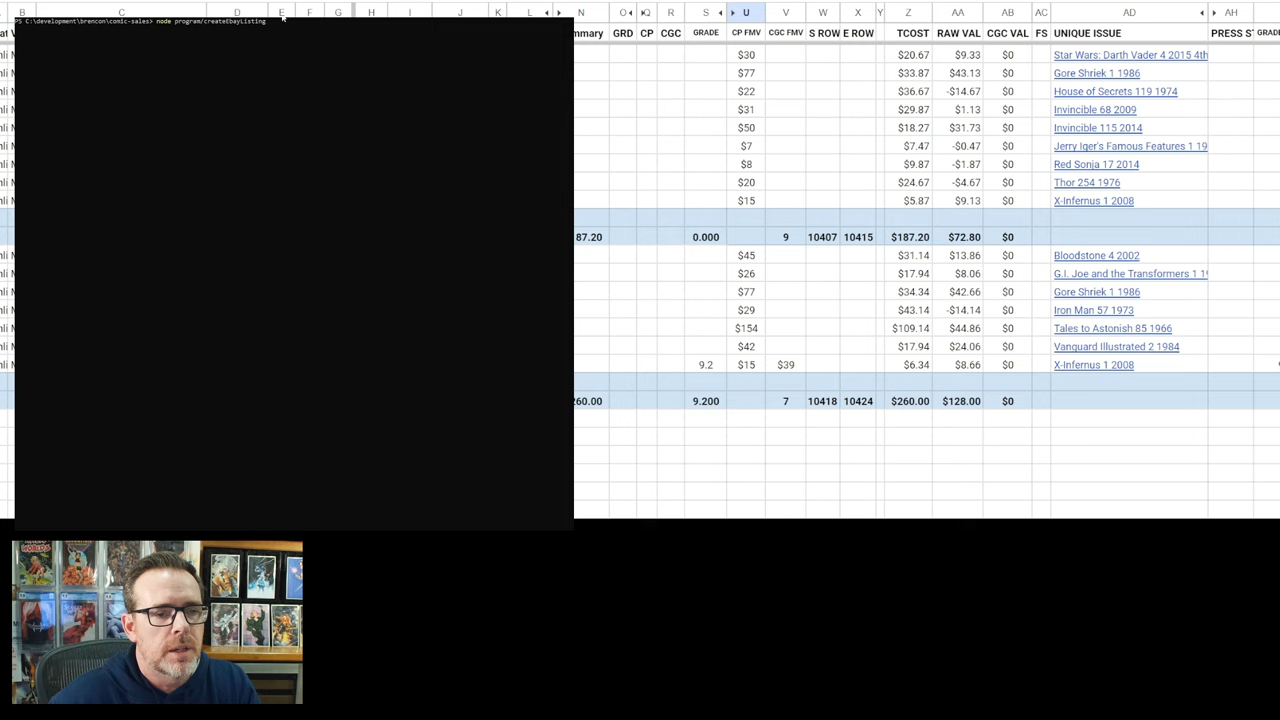 B C D E F G H I J K L N O Q R S U V W X Y Z AA AB AC AD AH
PS C:\development\brencon\comic-sales> node program/createEbayListing
mmary GRD CP CGC GRADE CP FMV CGC FMV S ROW E ROW TCOST RAW VAL CGC VAL FS UNIQUE ISSUE PRESS ST GRADE
$30 $20.67 $9.33 $0 Star Wars: Darth Vader 4 2015 4th
$77 $33.87 $43.13 $0 Gore Shriek 1 1986
$22 $36.67 -$14.67 $0 House of Secrets 119 1974
$31 $29.87 $1.13 $0 Invincible 68 2009
$50 $18.27 $31.73 $0 Invincible 115 2014
$7 $7.47 -$0.47 $0 Jerry Iger's Famous Features 1 19
$8 $9.87 -$1.87 $0 Red Sonja 17 2014
$20 $24.67 -$4.67 $0 Thor 254 1976
$15 $5.87 $9.13 $0 X-Infernus 1 2008
87.20 0.000 9 10407 10415 $187.20 $72.80 $0
$45 $31.14 $13.86 $0 Bloodstone 4 2002
$26 $17.94 $8.06 $0 G.I. Joe and the Transformers 1 19
$77 $34.34 $42.66 $0 Gore Shriek 1 1986
$29 $43.14 -$14.14 $0 Iron Man 57 1973
$154 $109.14 $44.86 $0 Tales to Astonish 85 1966
$42 $17.94 $24.06 $0 Vanguard Illustrated 2 1984
9.2 $15 $39 $6.34 $8.66 $0 X-Infernus 1 2008
260.00 9.200 7 10418 10424 $260.00 $128.00 $0